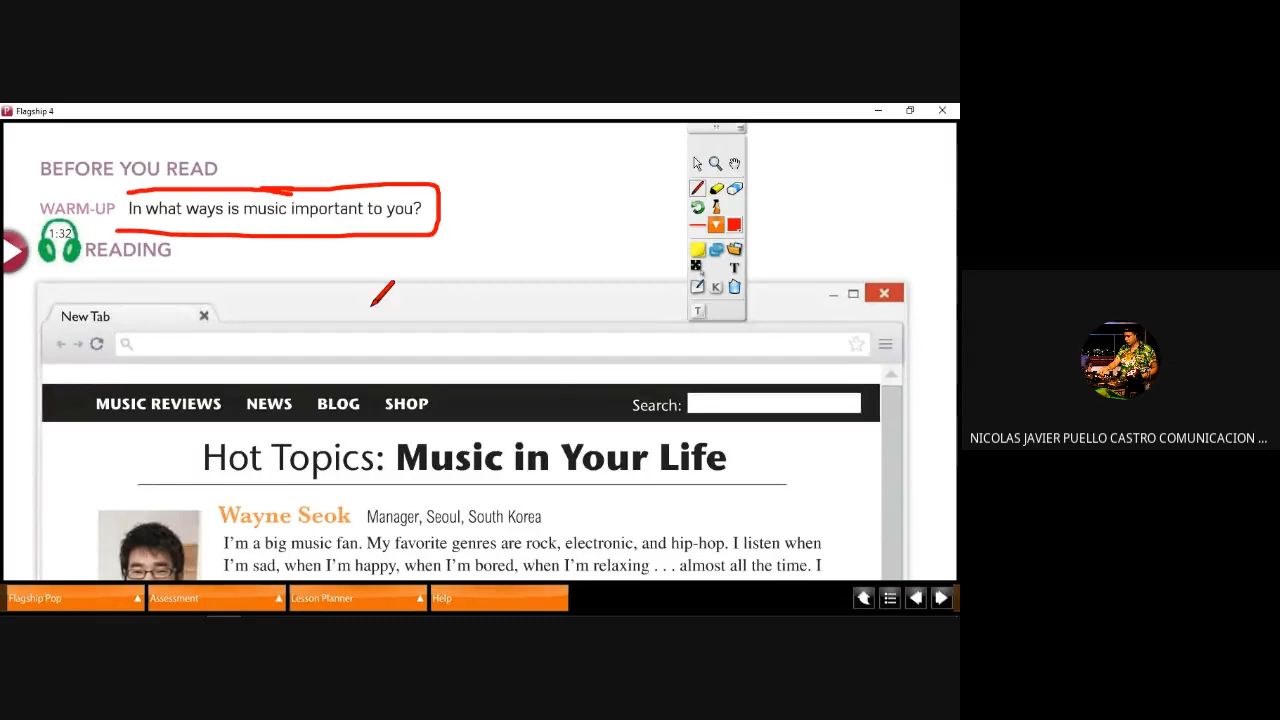 Flagship 4
BEFORE YOU READ
WARM-UP In what ways is music important to you?
1:32
READING
New Tab
MUSIC REVIEWS NEWS BLOG SHOP Search:
Hot Topics: Music in Your Life
Wayne Seok Manager, Seoul, South Korea
I'm a big music fan. My favorite genres are rock, electronic, and hip-hop. I listen when
I'm sad, when I'm happy, when I'm bored, when I'm relaxing . . . almost all the time. I
T
K
T
Flagship Pop Assessment Lesson Planner Help
NICOLAS JAVIER PUELLO CASTRO COMUNICACION ...